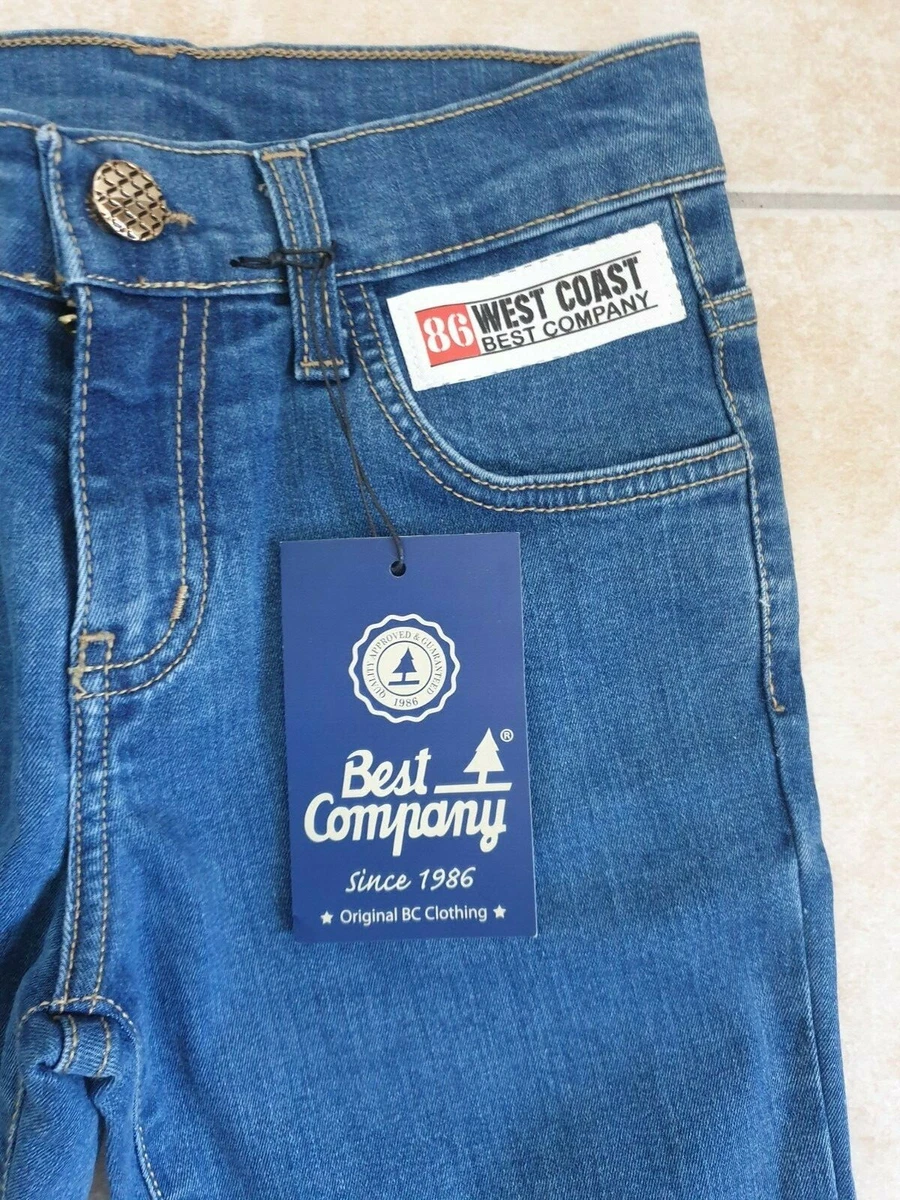 86 WEST COAST
BEST COMPANY
QUALITY APPROVED & GUARANTEED
1986
Best
Company®
since 1986
★ Original BC Clothing ★